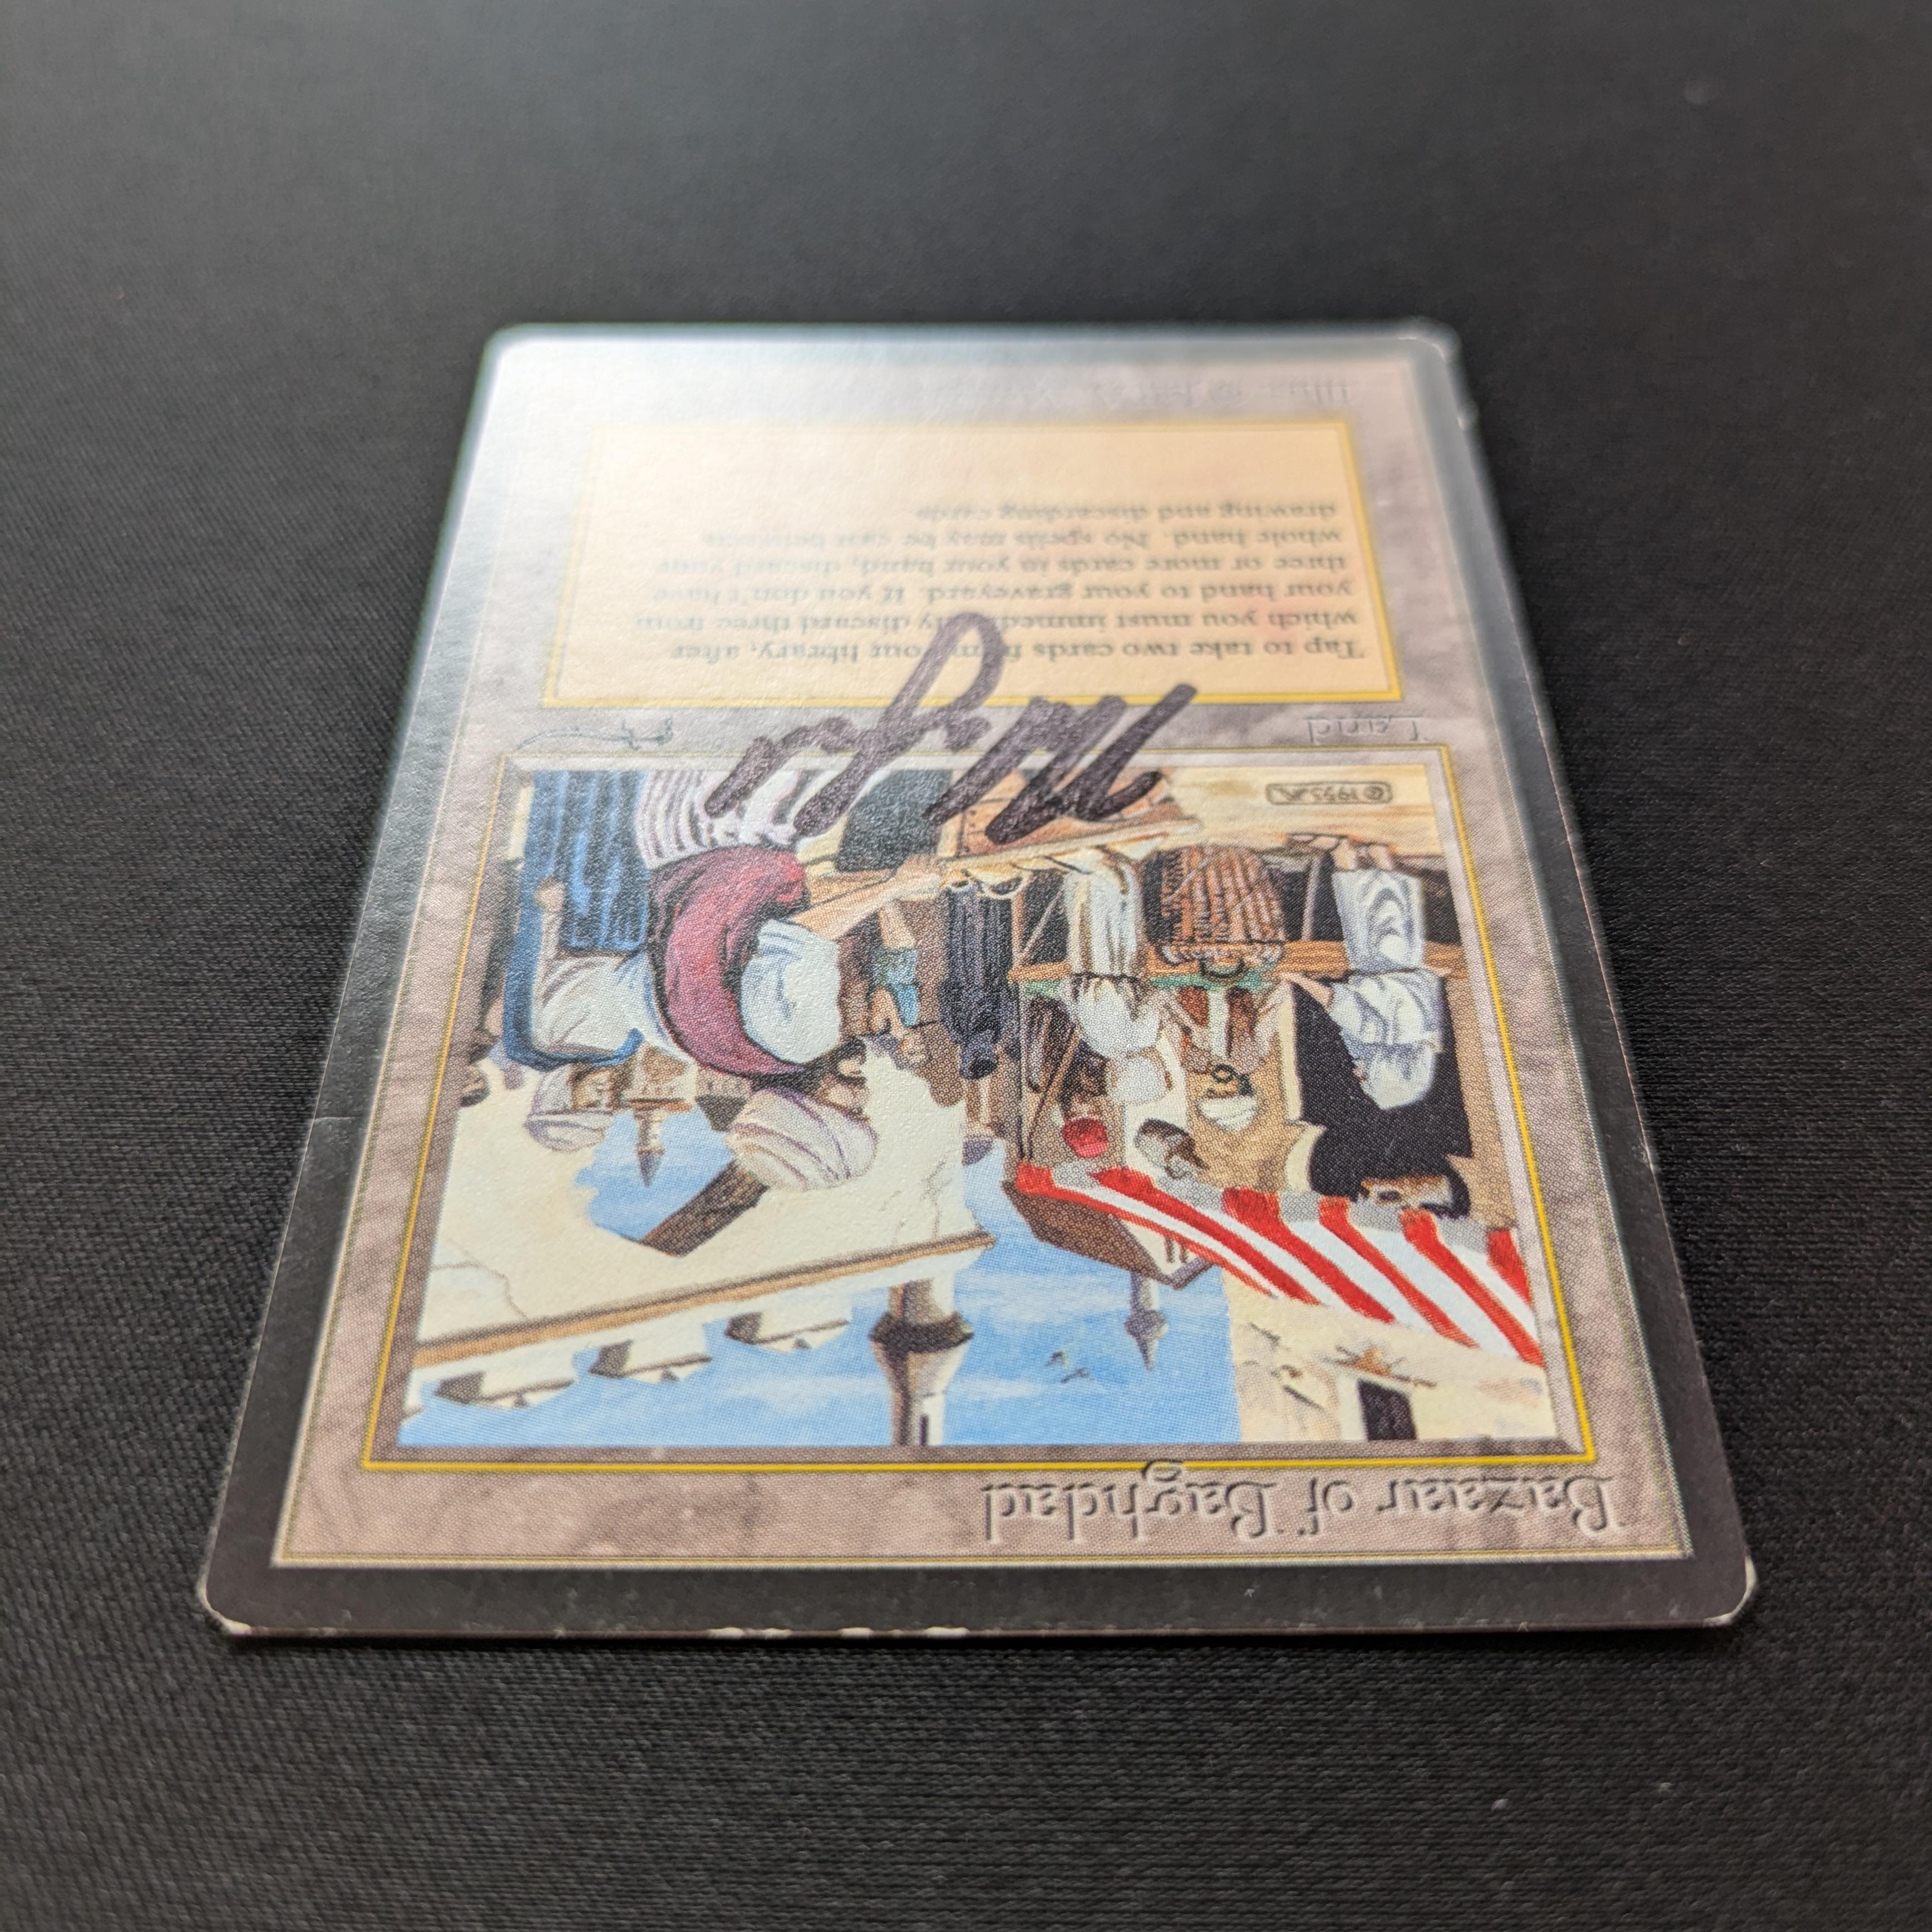 Bazaar of Baghdad
Land
Tap to take two cards from your library, after
which you must immediately discard three from
your hand to your graveyard. If you don't have
three or more cards in your hand, discard your
whole hand. No spells may be cast between
drawing and discarding cards.
Illus. ©